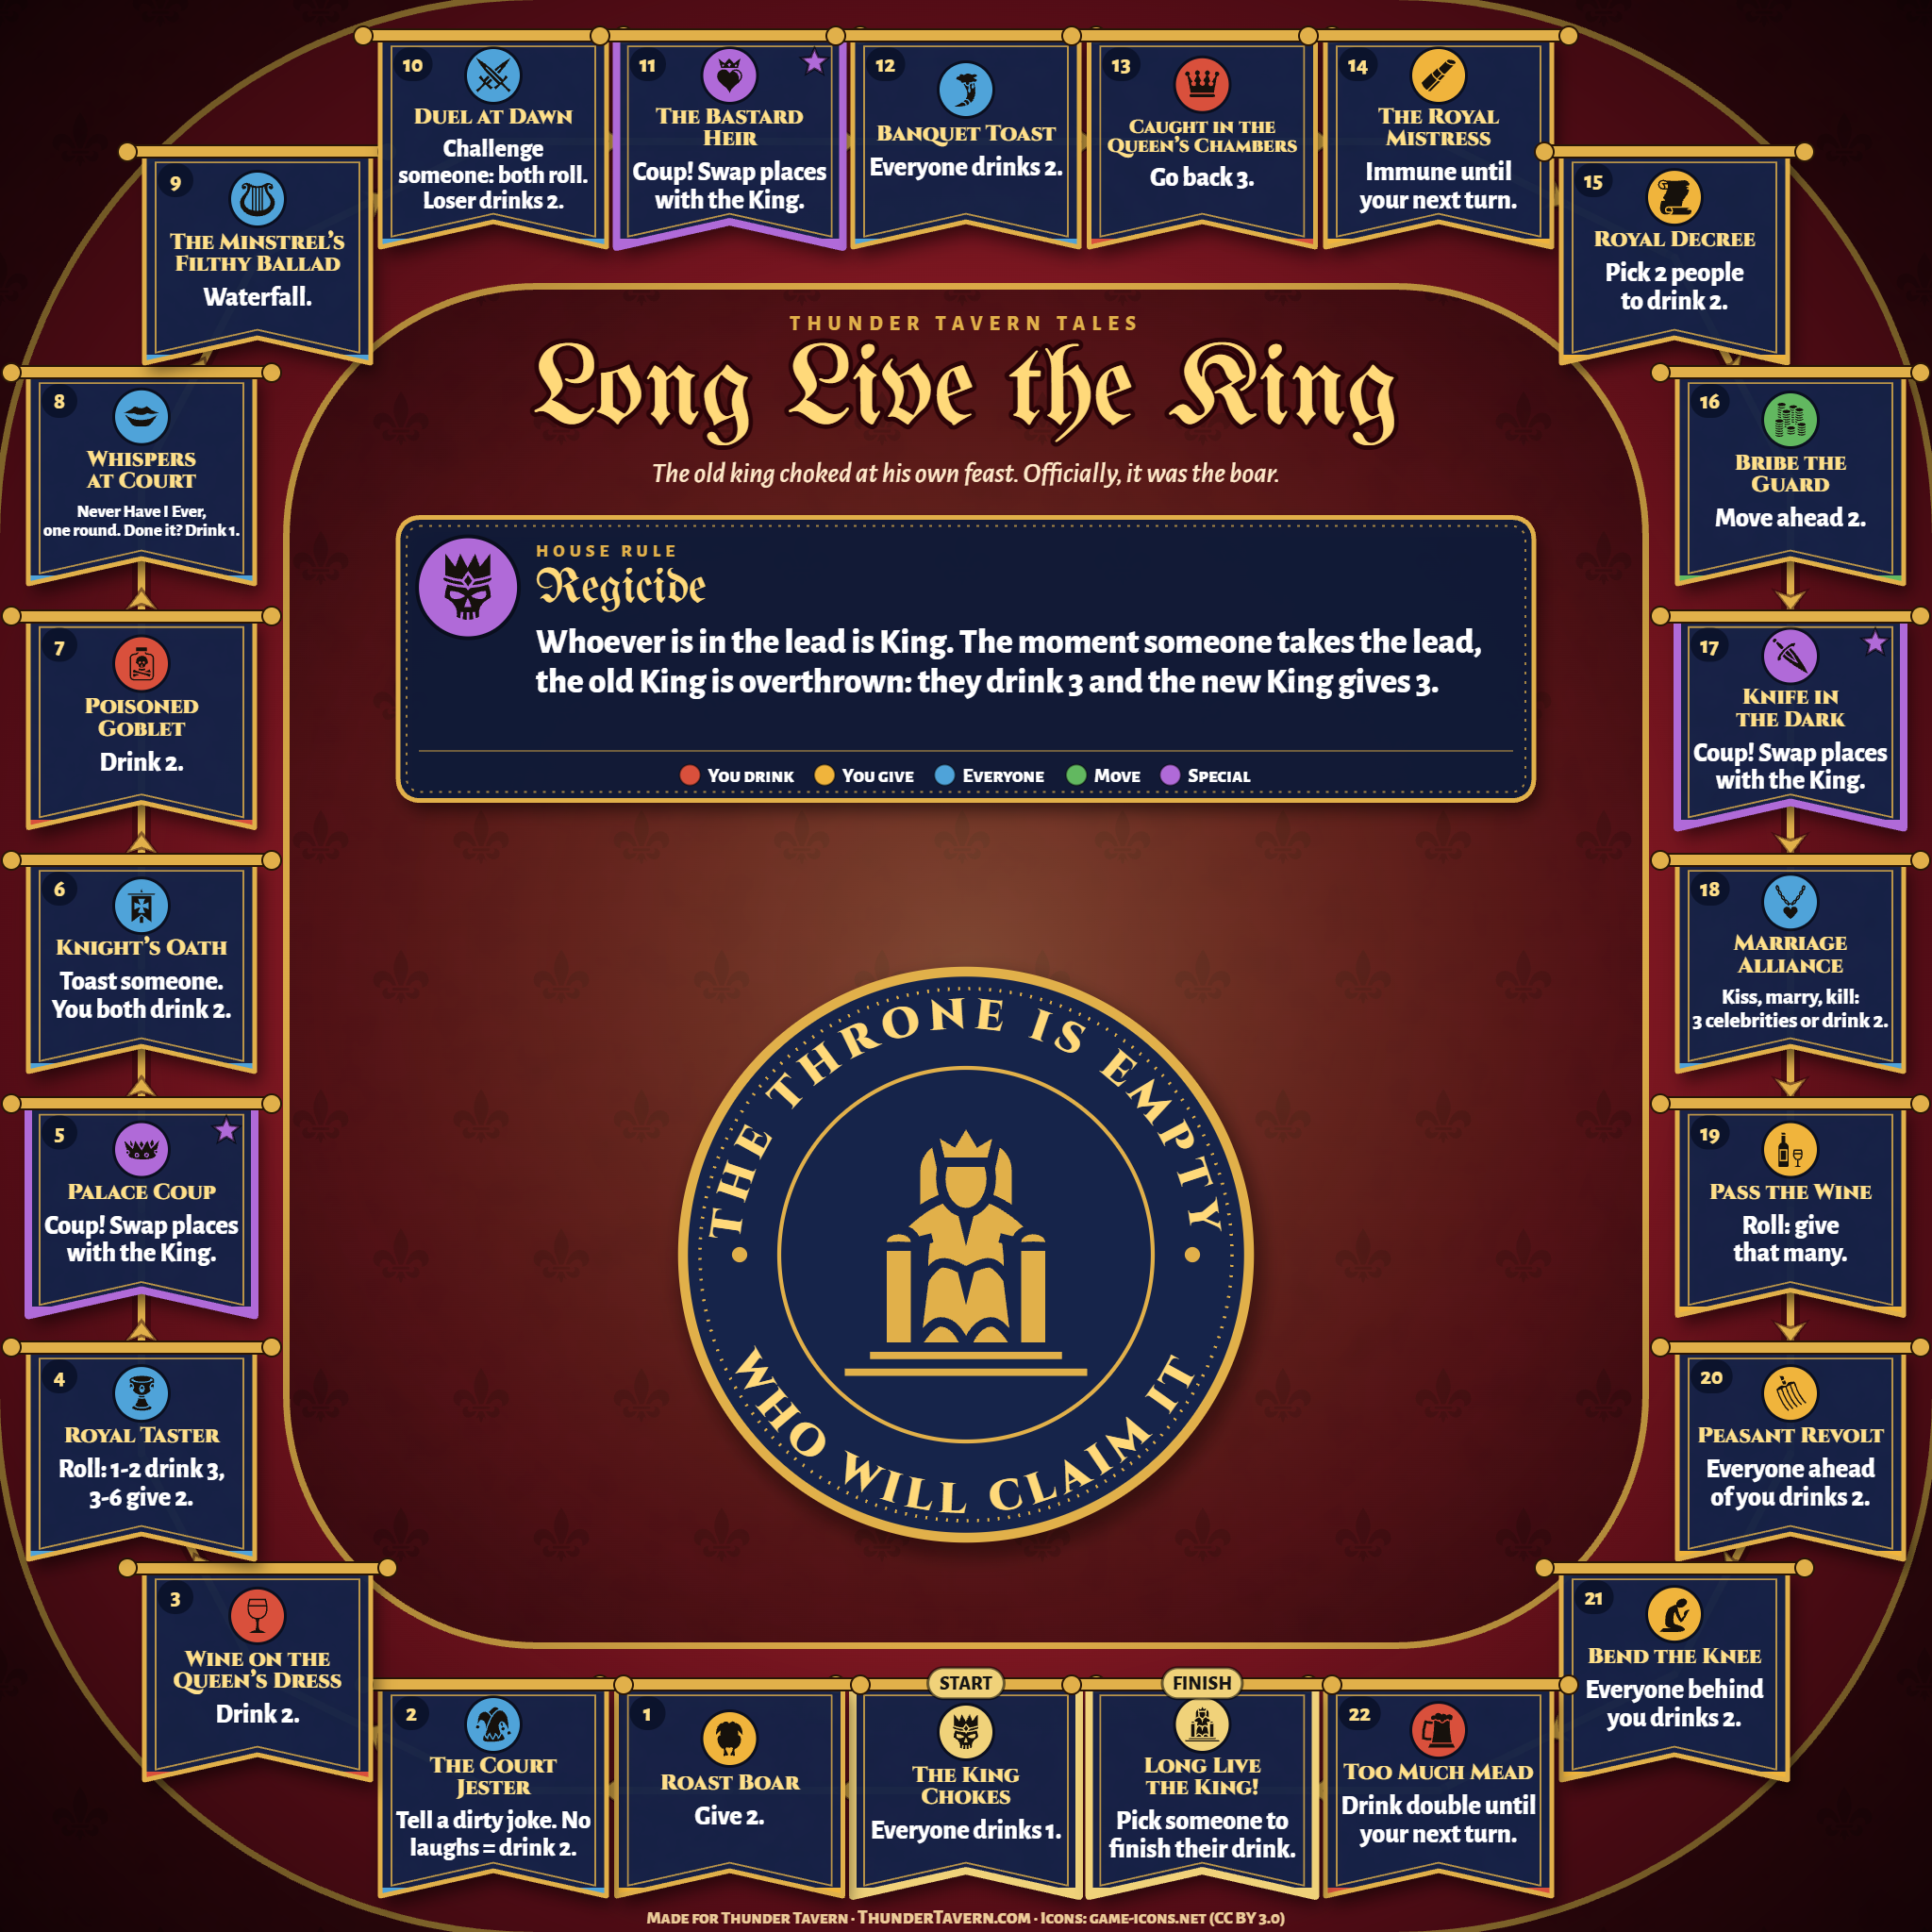 10
DUEL AT DAWN
Challenge
someone: both roll.
Loser drinks 2.
11
THE BASTARD
HEIR
Coup! Swap places
with the King.
12
BANQUET TOAST
Everyone drinks 2.
13
CAUGHT IN THE
QUEEN'S CHAMBERS
Go back 3.
14
THE ROYAL
MISTRESS
Immune until
your next turn.
9
THE MINSTREL'S
FILTHY BALLAD
Waterfall.
15
ROYAL DECREE
Pick 2 people
to drink 2.
THUNDER TAVERN TALES
Long Live the King
The old king choked at his own feast. Officially, it was the boar.
8
WHISPERS
AT COURT
Never Have I Ever,
one round. Done it? Drink 1.
16
BRIBE THE
GUARD
Move ahead 2.
HOUSE RULE
Regicide
Whoever is in the lead is King. The moment someone takes the lead,
the old King is overthrown: they drink 3 and the new King gives 3.
YOU DRINK YOU GIVE EVERYONE MOVE SPECIAL
7
POISONED
GOBLET
Drink 2.
17
KNIFE IN
THE DARK
Coup! Swap places
with the King.
6
KNIGHT'S OATH
Toast someone.
You both drink 2.
18
MARRIAGE
ALLIANCE
Kiss, marry, kill:
3 celebrities or drink 2.
5
PALACE COUP
Coup! Swap places
with the King.
19
PASS THE WINE
Roll: give
that many.
THE THRONE IS EMPTY
WHO WILL CLAIM IT
4
ROYAL TASTER
Roll: 1-2 drink 3,
3-6 give 2.
20
PEASANT REVOLT
Everyone ahead
of you drinks 2.
3
WINE ON THE
QUEEN'S DRESS
Drink 2.
21
BEND THE KNEE
Everyone behind
you drinks 2.
2
THE COURT
JESTER
Tell a dirty joke. No
laughs = drink 2.
1
ROAST BOAR
Give 2.
START
THE KING
CHOKES
Everyone drinks 1.
FINISH
LONG LIVE
THE KING!
Pick someone to
finish their drink.
22
TOO MUCH MEAD
Drink double until
your next turn.
MADE FOR THUNDER TAVERN · THUNDERTAVERN.COM · ICONS: GAME-ICONS.NET (CC BY 3.0)